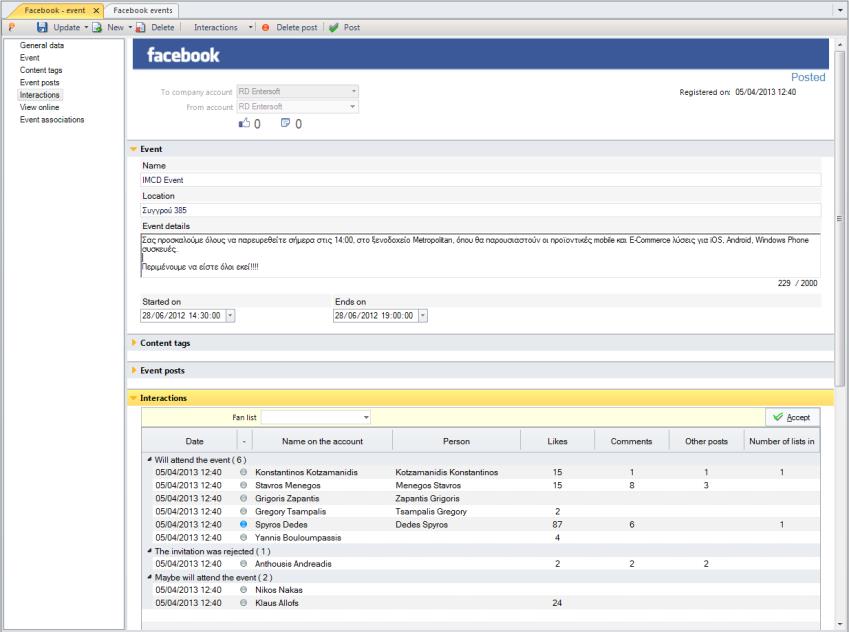 Facebook - event X Facebook events
Update New Delete Interactions Delete post Post
General data
Event
Content tags
Event posts
Interactions
View online
Event associations
facebook
Posted
To company account RD Entersoft
Registered on: 05/04/2013 12:40
From account RD Entersoft
0 0
Event
Name
IMCD Event
Location
Συγγρού 385
Event details
Σας προσκαλούμε όλους να παρευρεθείτε σήμερα στις 14:00, στο ξενοδοχείο Metropolitan, όπου θα παρουσιαστούν οι προϊοντικές mobile και E-Commerce λύσεις για iOS, Android, Windows Phone
συσκευές.
Περιμένουμε να είστε όλοι εκεί!!!!
229 / 2000
Started on Ends on
28/06/2012 14:30:00 28/06/2012 19:00:00
Content tags
Event posts
Interactions
Fan list Accept
Date - Name on the account Person Likes Comments Other posts Number of lists in
Will attend the event ( 6 )
05/04/2013 12:40 Konstantinos Kotzamanidis Kotzamanidis Konstantinos 15 1 1 1
05/04/2013 12:40 Stavros Menegos Menegos Stavros 15 8 3
05/04/2013 12:40 Grigoris Zapantis Zapantis Grigoris
05/04/2013 12:40 Gregory Tsampalis Tsampalis Gregory 2
05/04/2013 12:40 Spyros Dedes Dedes Spyros 87 6 1
05/04/2013 12:40 Yannis Bouloumpassis 4
The invitation was rejected ( 1 )
05/04/2013 12:40 Anthousis Andreadis 2 2 2
Maybe will attend the event ( 2 )
05/04/2013 12:40 Nikos Nakas
05/04/2013 12:40 Klaus Allofs 24